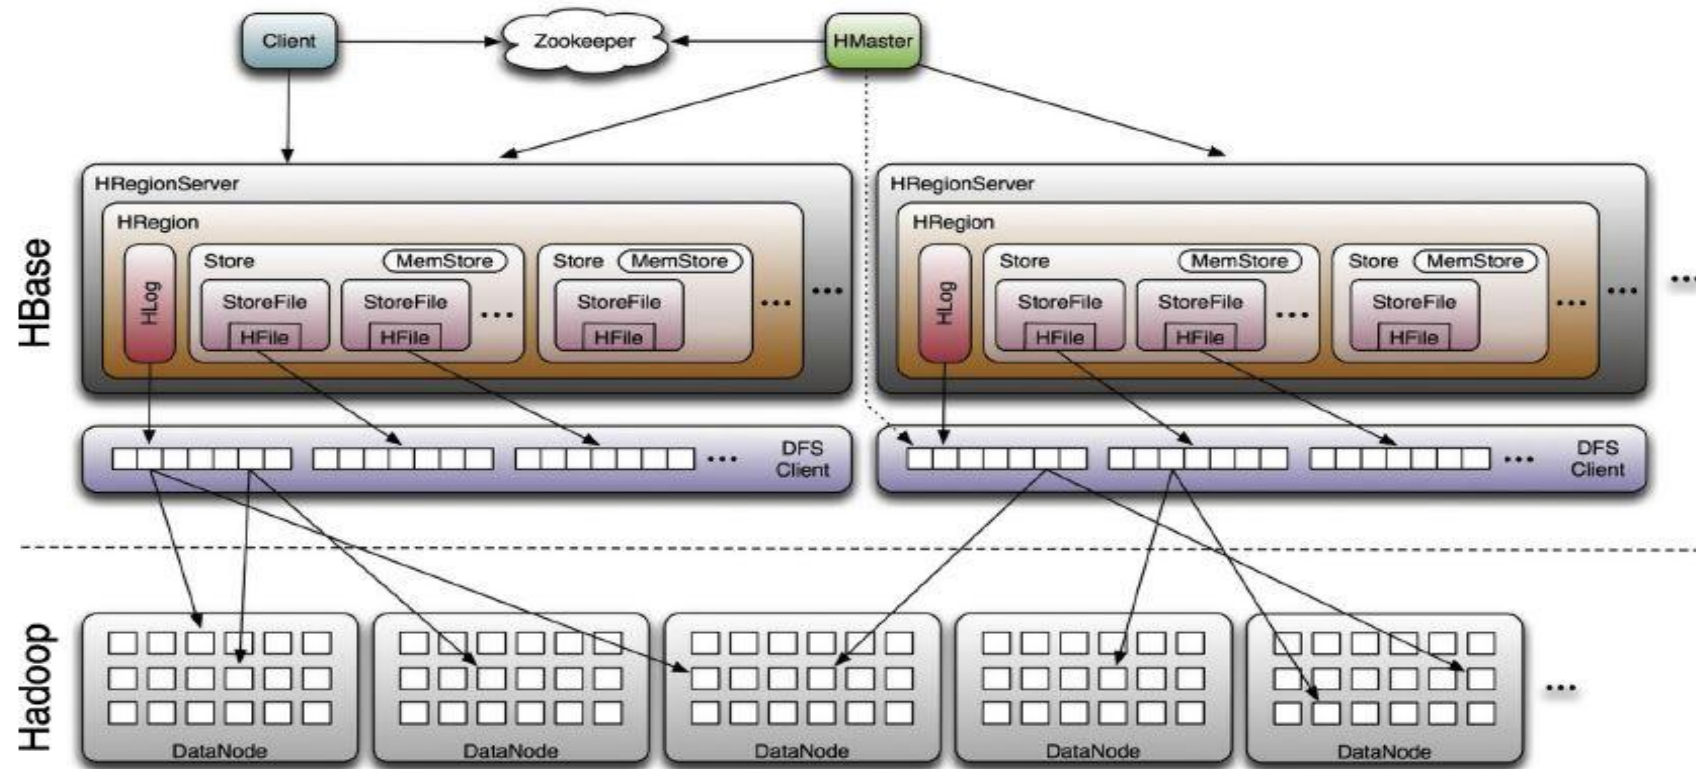 Client
Zookeeper
HMaster
HBase
HRegionServer
HRegion
HLog
Store
MemStore
StoreFile
HFile
StoreFile
HFile
...
Store
MemStore
StoreFile
HFile
...
...
HRegionServer
HRegion
HLog
Store
MemStore
StoreFile
HFile
StoreFile
HFile
...
Store
MemStore
StoreFile
HFile
...
...
...
...
DFS
Client
...
DFS
Client
Hadoop
DataNode
DataNode
DataNode
DataNode
DataNode
...